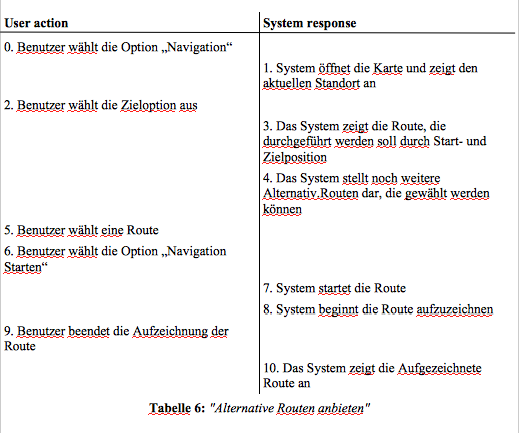 User action
System response
0. Benutzer wählt die Option „Navigation“
1. System öffnet die Karte und zeigt den
aktuellen Standort an
2. Benutzer wählt die Zieloption aus
3. Das System zeigt die Route, die
durchgeführt werden soll durch Start- und
Zielposition
4. Das System stellt noch weitere
Alternativ.Routen dar, die gewählt werden
können
5. Benutzer wählt eine Route
6. Benutzer wählt die Option „Navigation
Starten“
7. System startet die Route
8. System beginnt die Route aufzuzeichnen
9. Benutzer beendet die Aufzeichnung der
Route
10. Das System zeigt die Aufgezeichnete
Route an
Tabelle 6: "Alternative Routen anbieten"